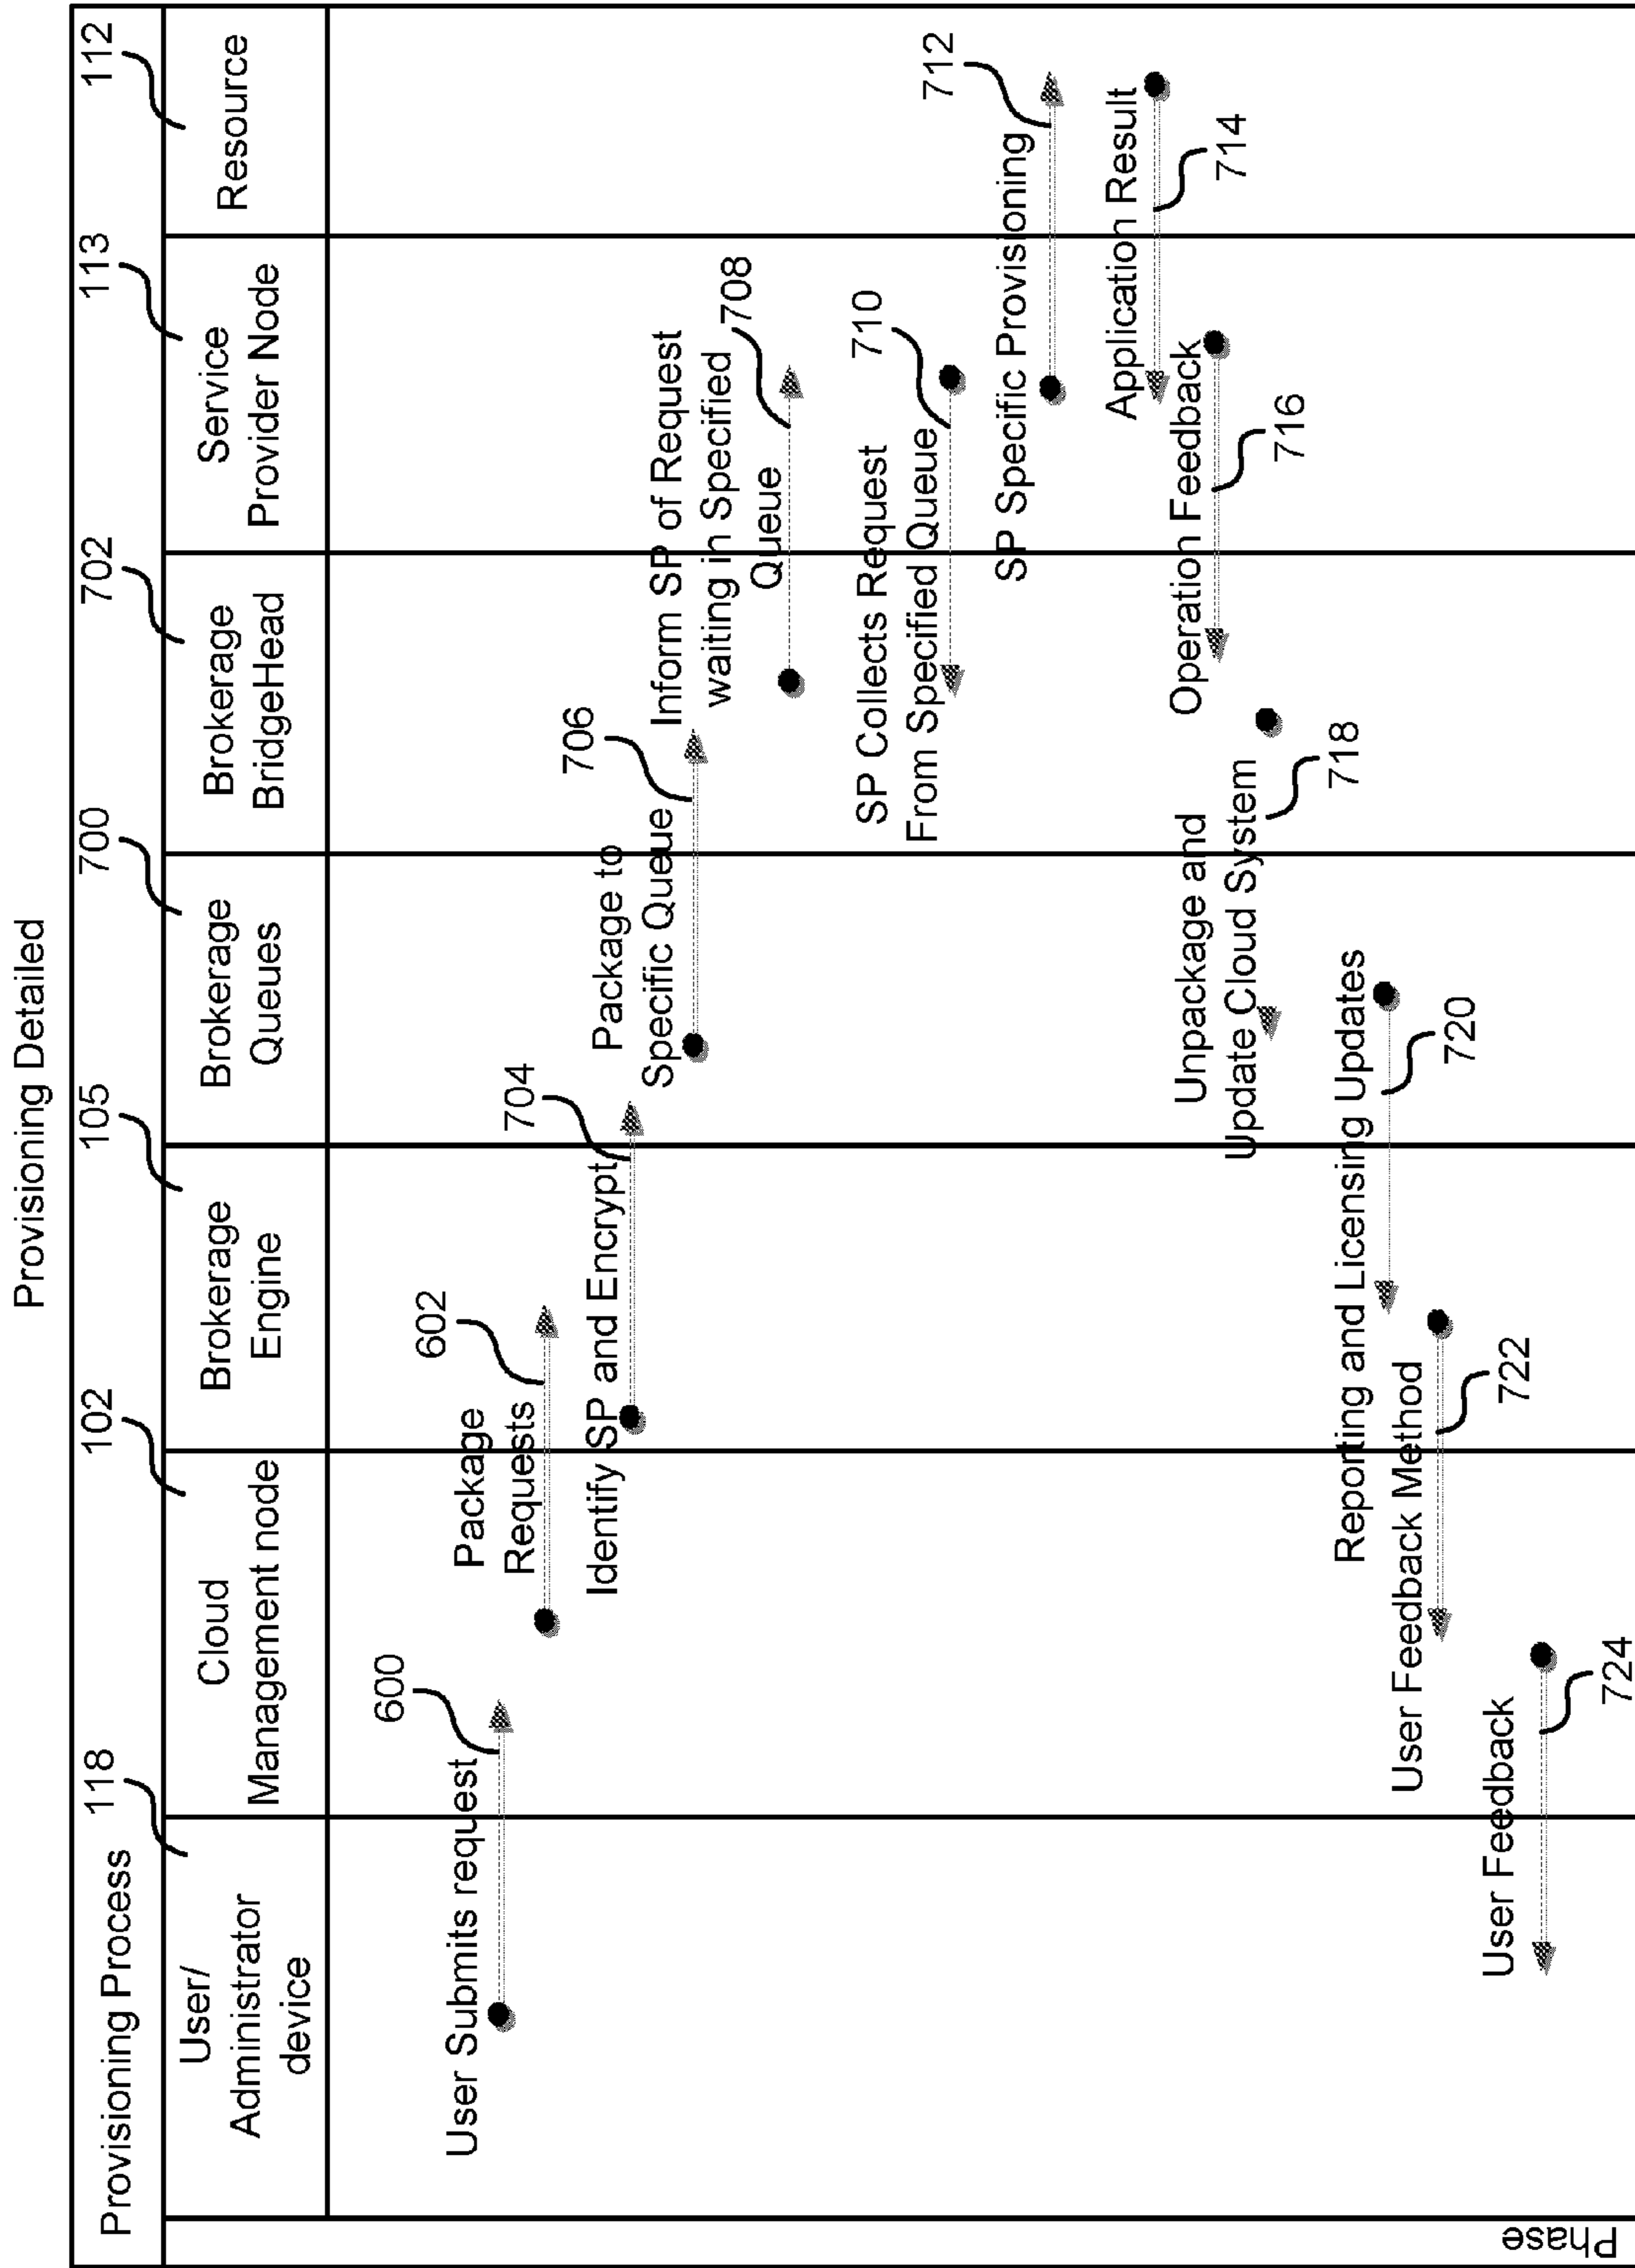 Provisioning Detailed
Provisioning Process
118
102
105
700
702
113
112
User/
Administrator
device
Cloud
Management node
Brokerage
Engine
Brokerage
Queues
Brokerage
BridgeHead
Service
Provider Node
Resource
Phase
User Submits request
600
Package
Requests
602
Identify SP and Encrypt
704
Package to
Specific Queue
706
Inform SP of Request
waiting in Specified
Queue
708
SP Collects Request
From Specified Queue
710
SP Specific Provisioning
712
Application Result
714
Operation Feedback
716
Unpackage and
Update Cloud System
718
Reporting and Licensing Updates
720
User Feedback Method
722
User Feedback
724